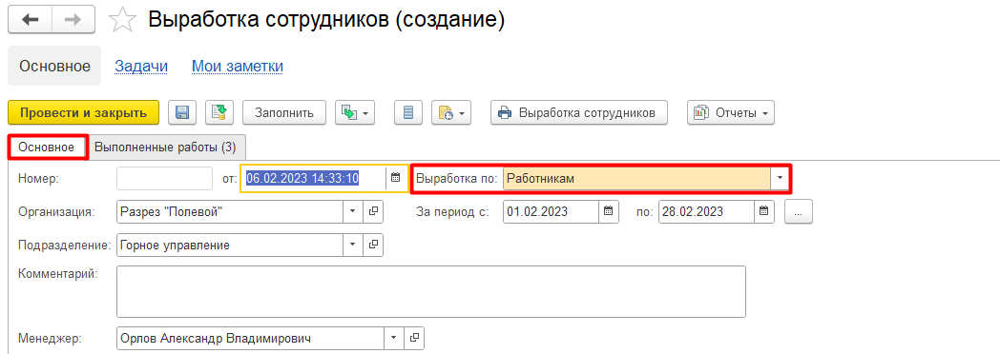 Выработка сотрудников (создание)
Основное Задачи Мои заметки
Провести и закрыть Заполнить Выработка сотрудников Отчеты
Основное Выполненные работы (3)
Номер: от: 06.02.2023 14:33:10 Выработка по: Работникам
Организация: Разрез "Полевой" За период с: 01.02.2023 по: 28.02.2023 ...
Подразделение: Горное управление
Комментарий:
Менеджер: Орлов Александр Владимирович